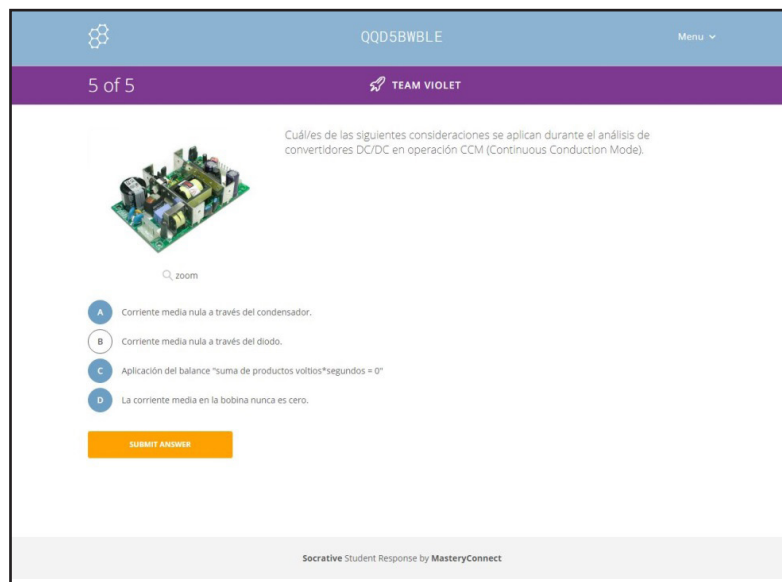 QQD5BWBLE
Menu
5 of 5
TEAM VIOLET
Cuál/es de las siguientes consideraciones se aplican durante el análisis de
convertidores DC/DC en operación CCM (Continuous Conduction Mode).
zoom
A Corriente media nula a través del condensador.
B Corriente media nula a través del diodo.
C Aplicación del balance "suma de productos voltios*segundos = 0"
D La corriente media en la bobina nunca es cero.
SUBMIT ANSWER
Socrative Student Response by MasteryConnect